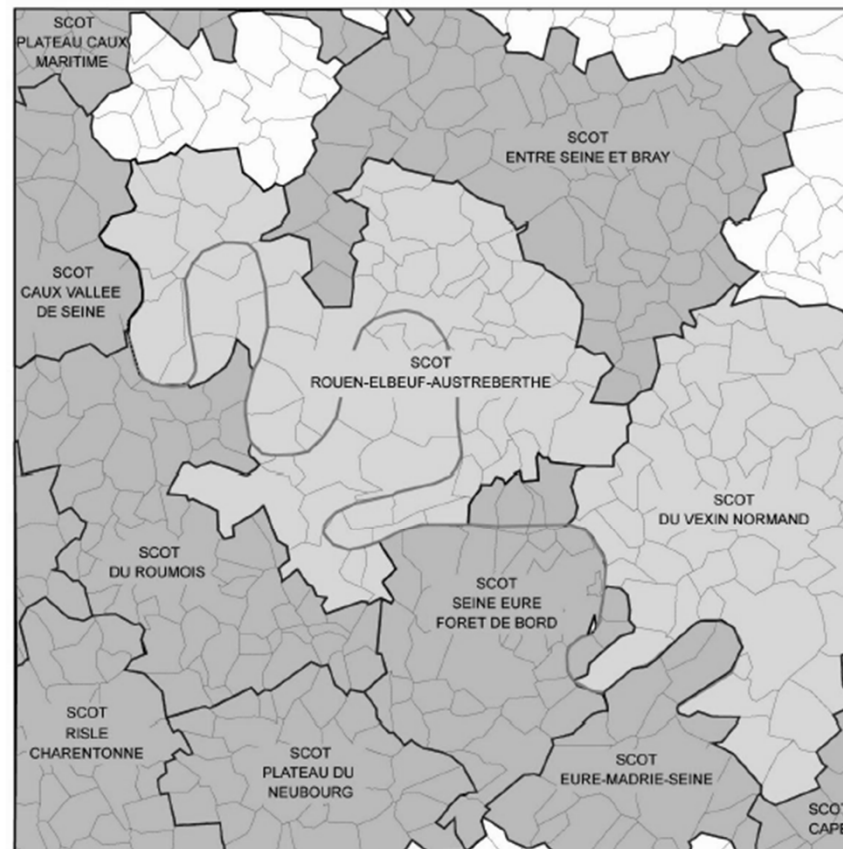 SCOT
PLATEAU CAUX
MARITIME
SCOT
ENTRE SEINE ET BRAY
SCOT
CAUX VALLEE
DE SEINE
SCOT
ROUEN-ELBEUF-AUSTREBERTHE
SCOT
DU VEXIN NORMAND
SCOT
DU ROUMOIS
SCOT
SEINE EURE
FORET DE BORD
SCOT
RISLE
CHARENTONNE
SCOT
PLATEAU DU
NEUBOURG
SCOT
EURE-MADRIE-SEINE
SCOT
CAPE